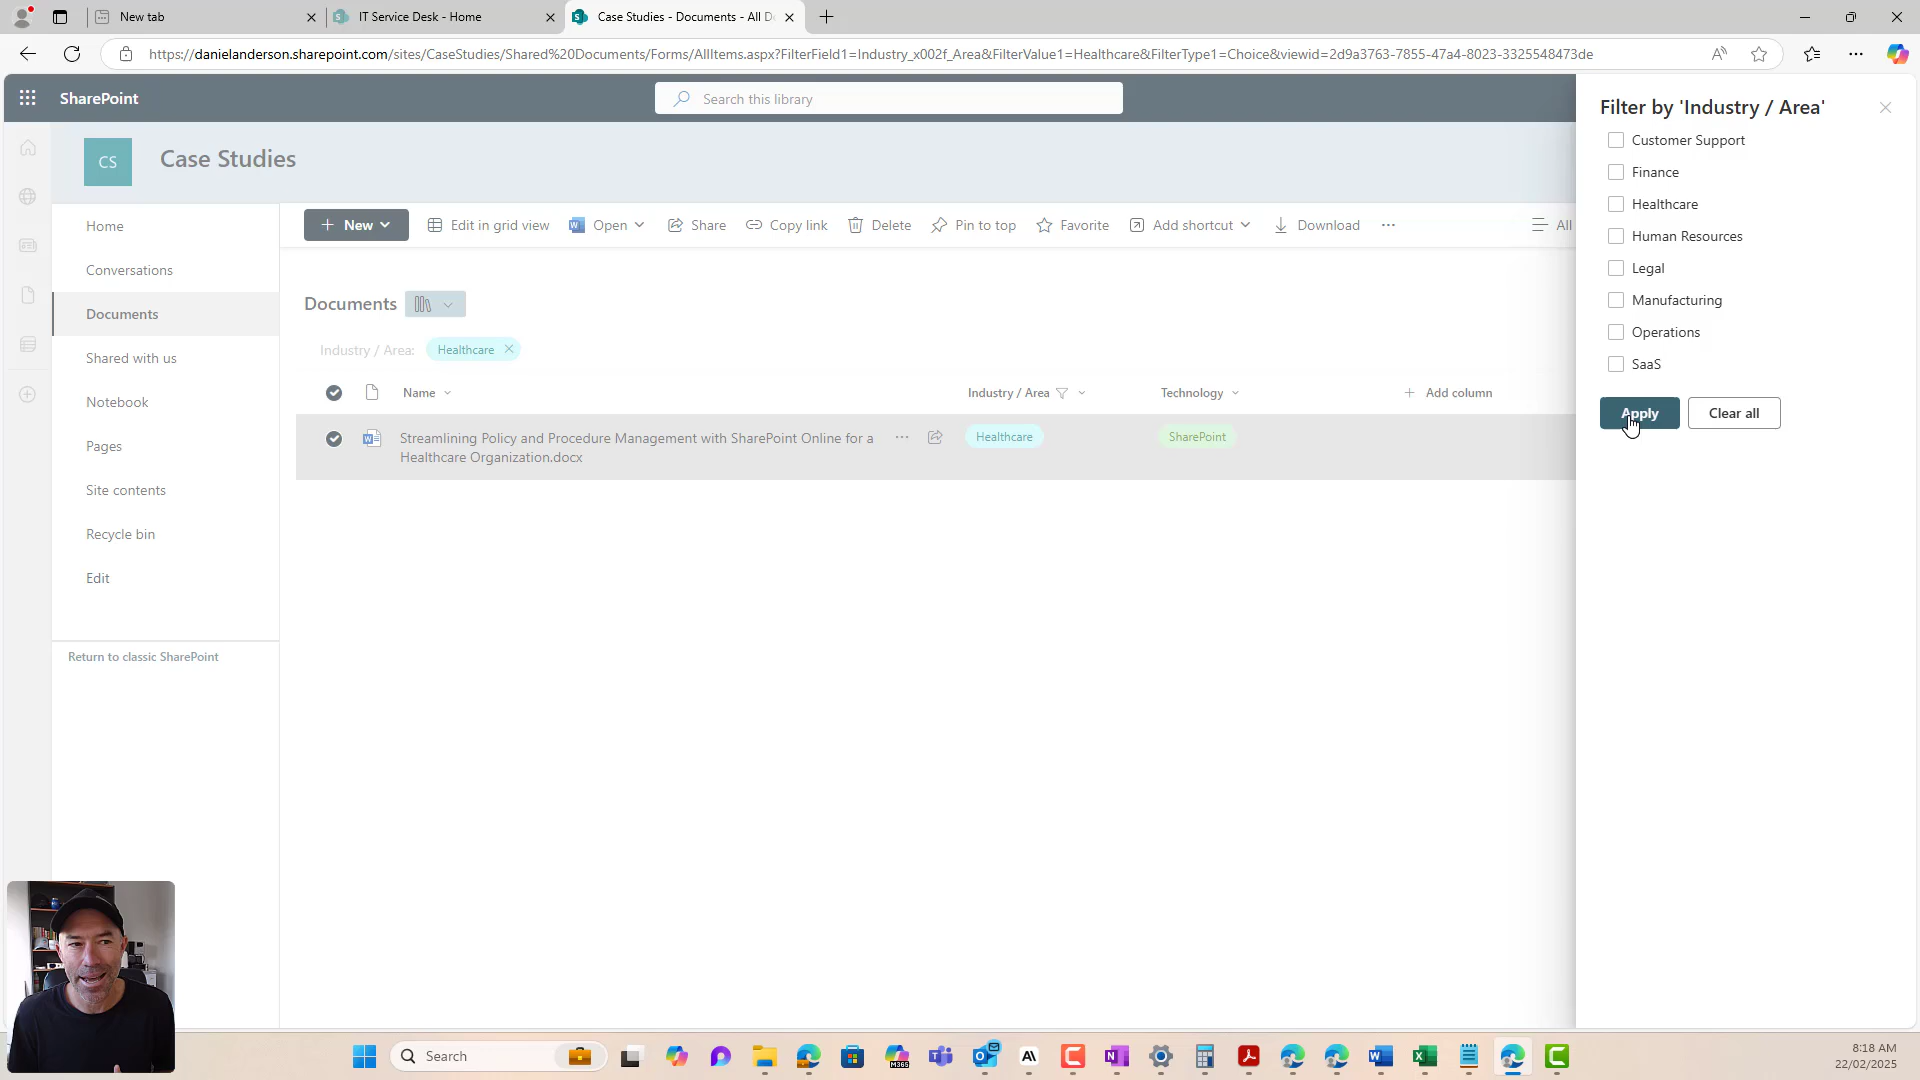 New tab
IT Service Desk - Home
Case Studies - Documents - All D
https://danielanderson.sharepoint.com/sites/CaseStudies/Shared%20Documents/Forms/AllItems.aspx?FilterField1=Industry_x002f_Area&FilterValue1=Healthcare&FilterType1=Choice&viewid=2d9a3763-7855-47a4-8023-3325548473de
SharePoint
Search this library
CS
Case Studies
Home
Conversations
Documents
Shared with us
Notebook
Pages
Site contents
Recycle bin
Edit
Return to classic SharePoint
New
Edit in grid view
Open
Share
Copy link
Delete
Pin to top
Favorite
Add shortcut
Download
All
Documents
Industry / Area:
Healthcare
Name
Industry / Area
Technology
Add column
Streamlining Policy and Procedure Management with SharePoint Online for a
Healthcare Organization.docx
Healthcare
SharePoint
Filter by 'Industry / Area'
Customer Support
Finance
Healthcare
Human Resources
Legal
Manufacturing
Operations
SaaS
Apply
Clear all
Search
M365
8:18 AM
22/02/2025